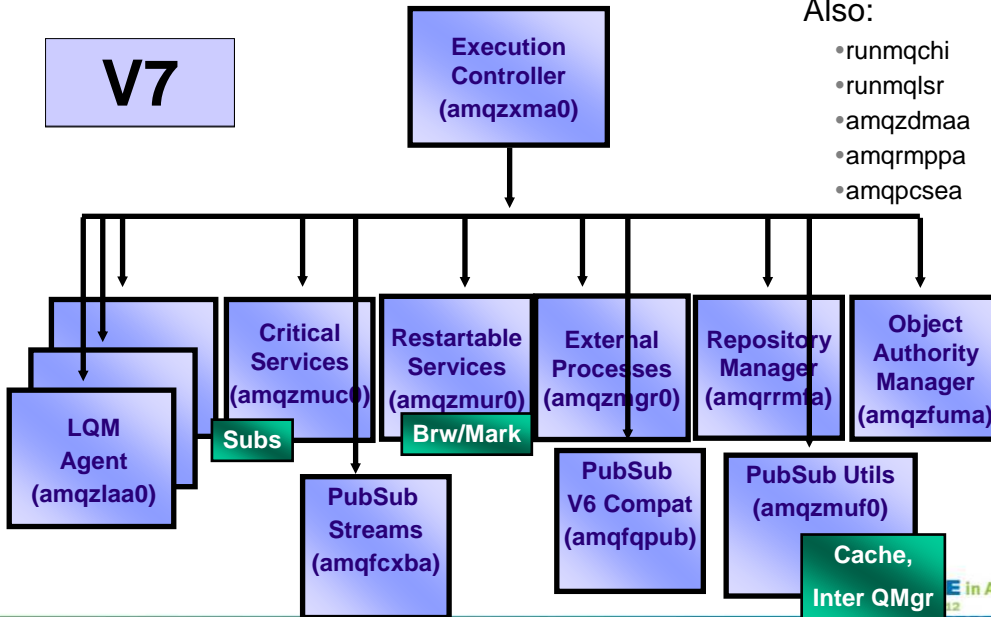 V7
Execution
Controller
(amqzxma0)
Also:
•runmqchi
•runmqlsr
•amqzdmaa
•amqrmppa
•amqpcsea
LQM
Agent
(amqzlaa0)
Critical
Services
(amqzmuc0)
Subs
Restartable
Services
(amqzmur0)
Brw/Mark
External
Processes
(amqzmgr0)
Repository
Manager
(amqrrmfa)
Object
Authority
Manager
(amqzfuma)
PubSub
Streams
(amqfcxba)
PubSub
V6 Compat
(amqfqpub)
PubSub Utils
(amqzmuf0)
Cache,
Inter QMgr
E in A
12